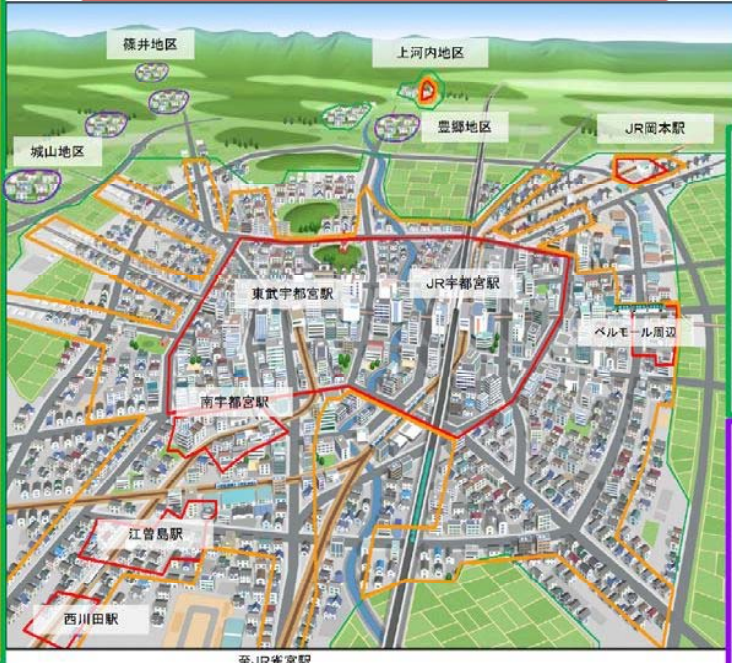 篠井地区
上河内地区
豊郷地区
JR岡本駅
城山地区
東武宇都宮駅
JR宇都宮駅
ベルモール周辺
南宇都宮駅
江曽島駅
西川田駅
至JR雀宮駅